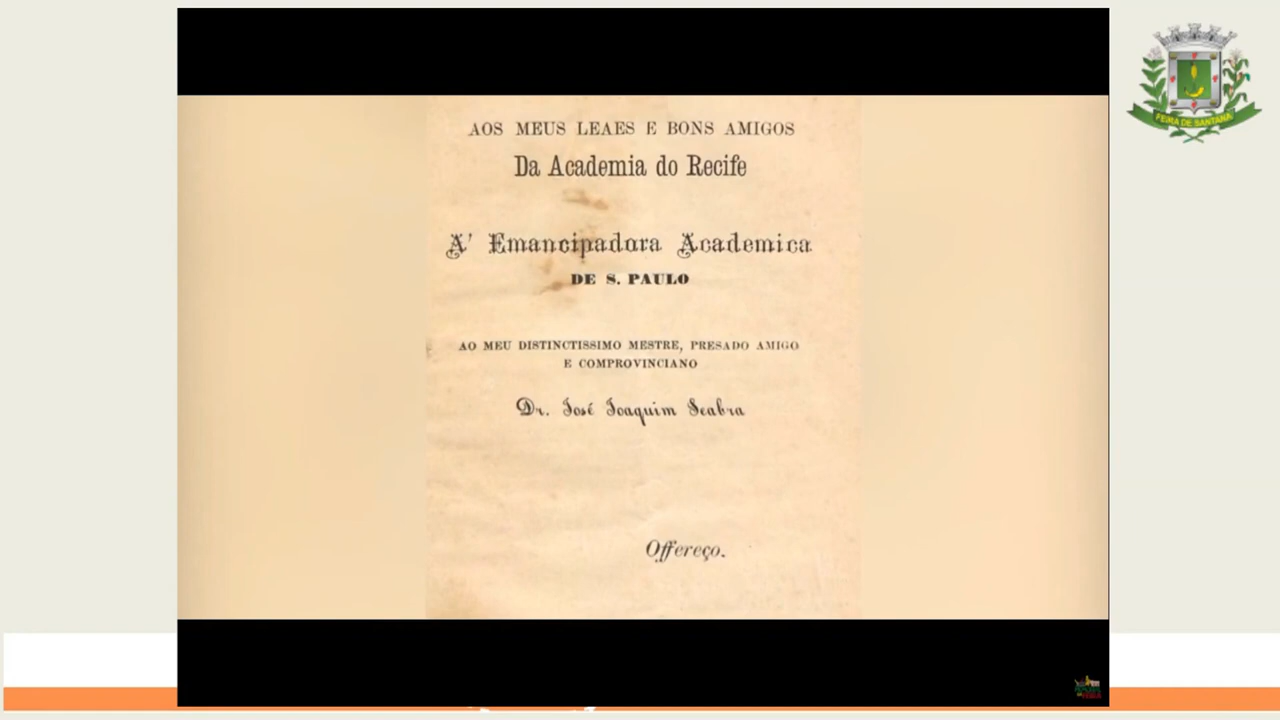 AOS MEUS LEAES E BONS AMIGOS
Da Academia do Recife
A' Emancipadora Academica
DE S. PAULO
AO MEU DISTINCTISSIMO MESTRE, PRESADO AMIGO
E COMPROVINCIANO
Dr. José Joaquim Seabra
Offereço.
FEIRA DE SANTANA